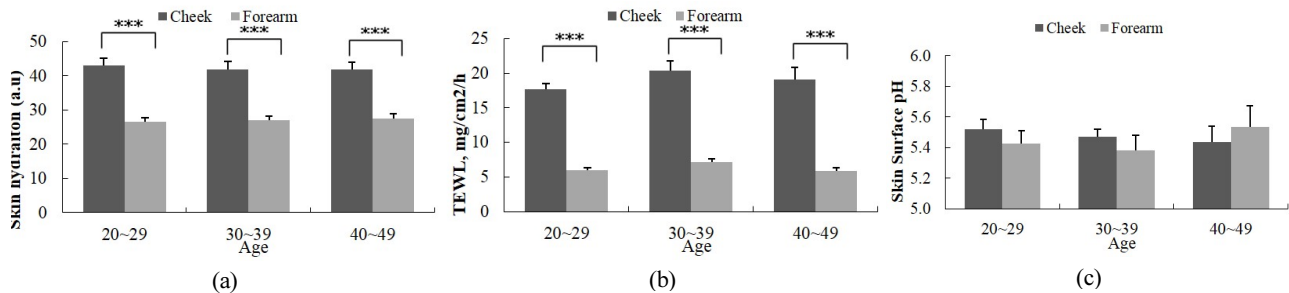 Cheek Forearm
***
***
***
Skin hydraiton (a.u)
50
40
30
20
10
0
20~29
30~39
40~49
Age
(a)
Cheek Forearm
***
***
***
TEWL, mg/cm2/h
25
20
15
10
5
0
20~29
30~39
40~49
Age
(b)
Cheek Forearm
Skin Surface pH
6.0
5.8
5.6
5.4
5.2
5.0
20~29
30~39
40~49
Age
(c)